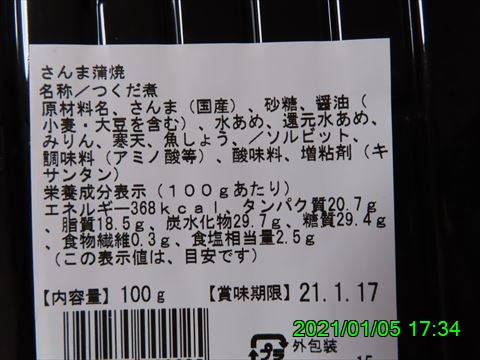 さんま蒲焼
名称／つくだ煮
原材料名、さんま（国産）、砂糖、醤油（
小麦・大豆を含む）、水あめ、還元水あめ、
みりん、寒天、魚しょう、／ソルビット、
調味料（アミノ酸等）、酸味料、増粘剤（キ
サンタン）
栄養成分表示（１００ｇあたり）
エネルギー368ｋｃａｌ、タンパク質20.7ｇ
、脂質18.5ｇ、炭水化物29.7ｇ、糖質29.4ｇ
、食物繊維0.3ｇ、食塩相当量2.5ｇ
（この表示値は、目安です）
【内容量】100ｇ 【賞味期限】21.1.17
外包装
プラ
2021/01/05 17:34